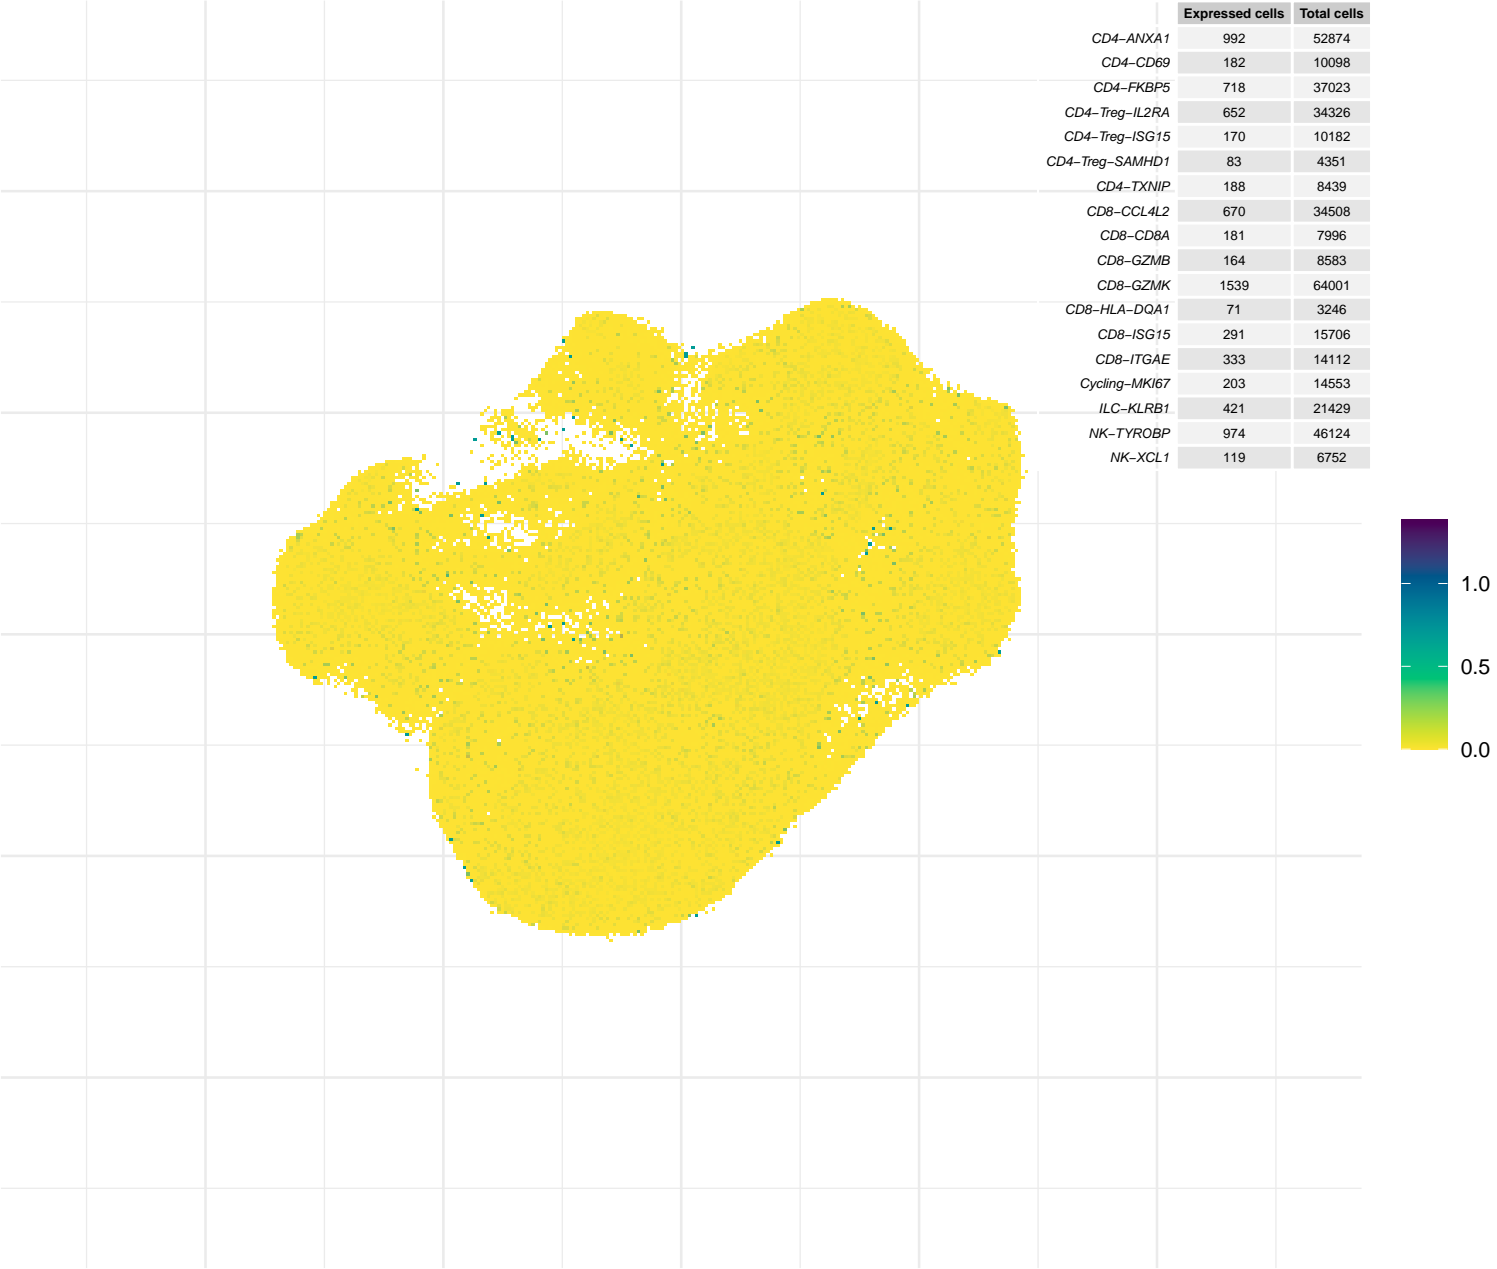 Expressed cells Total cells
CD4−ANXA1 992 52874
CD4−CD69 182 10098
CD4−FKBP5 718 37023
CD4−Treg−IL2RA 652 34326
CD4−Treg−ISG15 170 10182
CD4−Treg−SAMHD1 83 4351
CD4−TXNIP 188 8439
CD8−CCL4L2 670 34508
CD8−CD8A 181 7996
CD8−GZMB 164 8583
CD8−GZMK 1539 64001
CD8−HLA−DQA1 71 3246
CD8−ISG15 291 15706
CD8−ITGAE 333 14112
Cycling−MKI67 203 14553
ILC−KLRB1 421 21429
NK−TYROBP 974 46124
NK−XCL1 119 6752
1.0
0.5
0.0